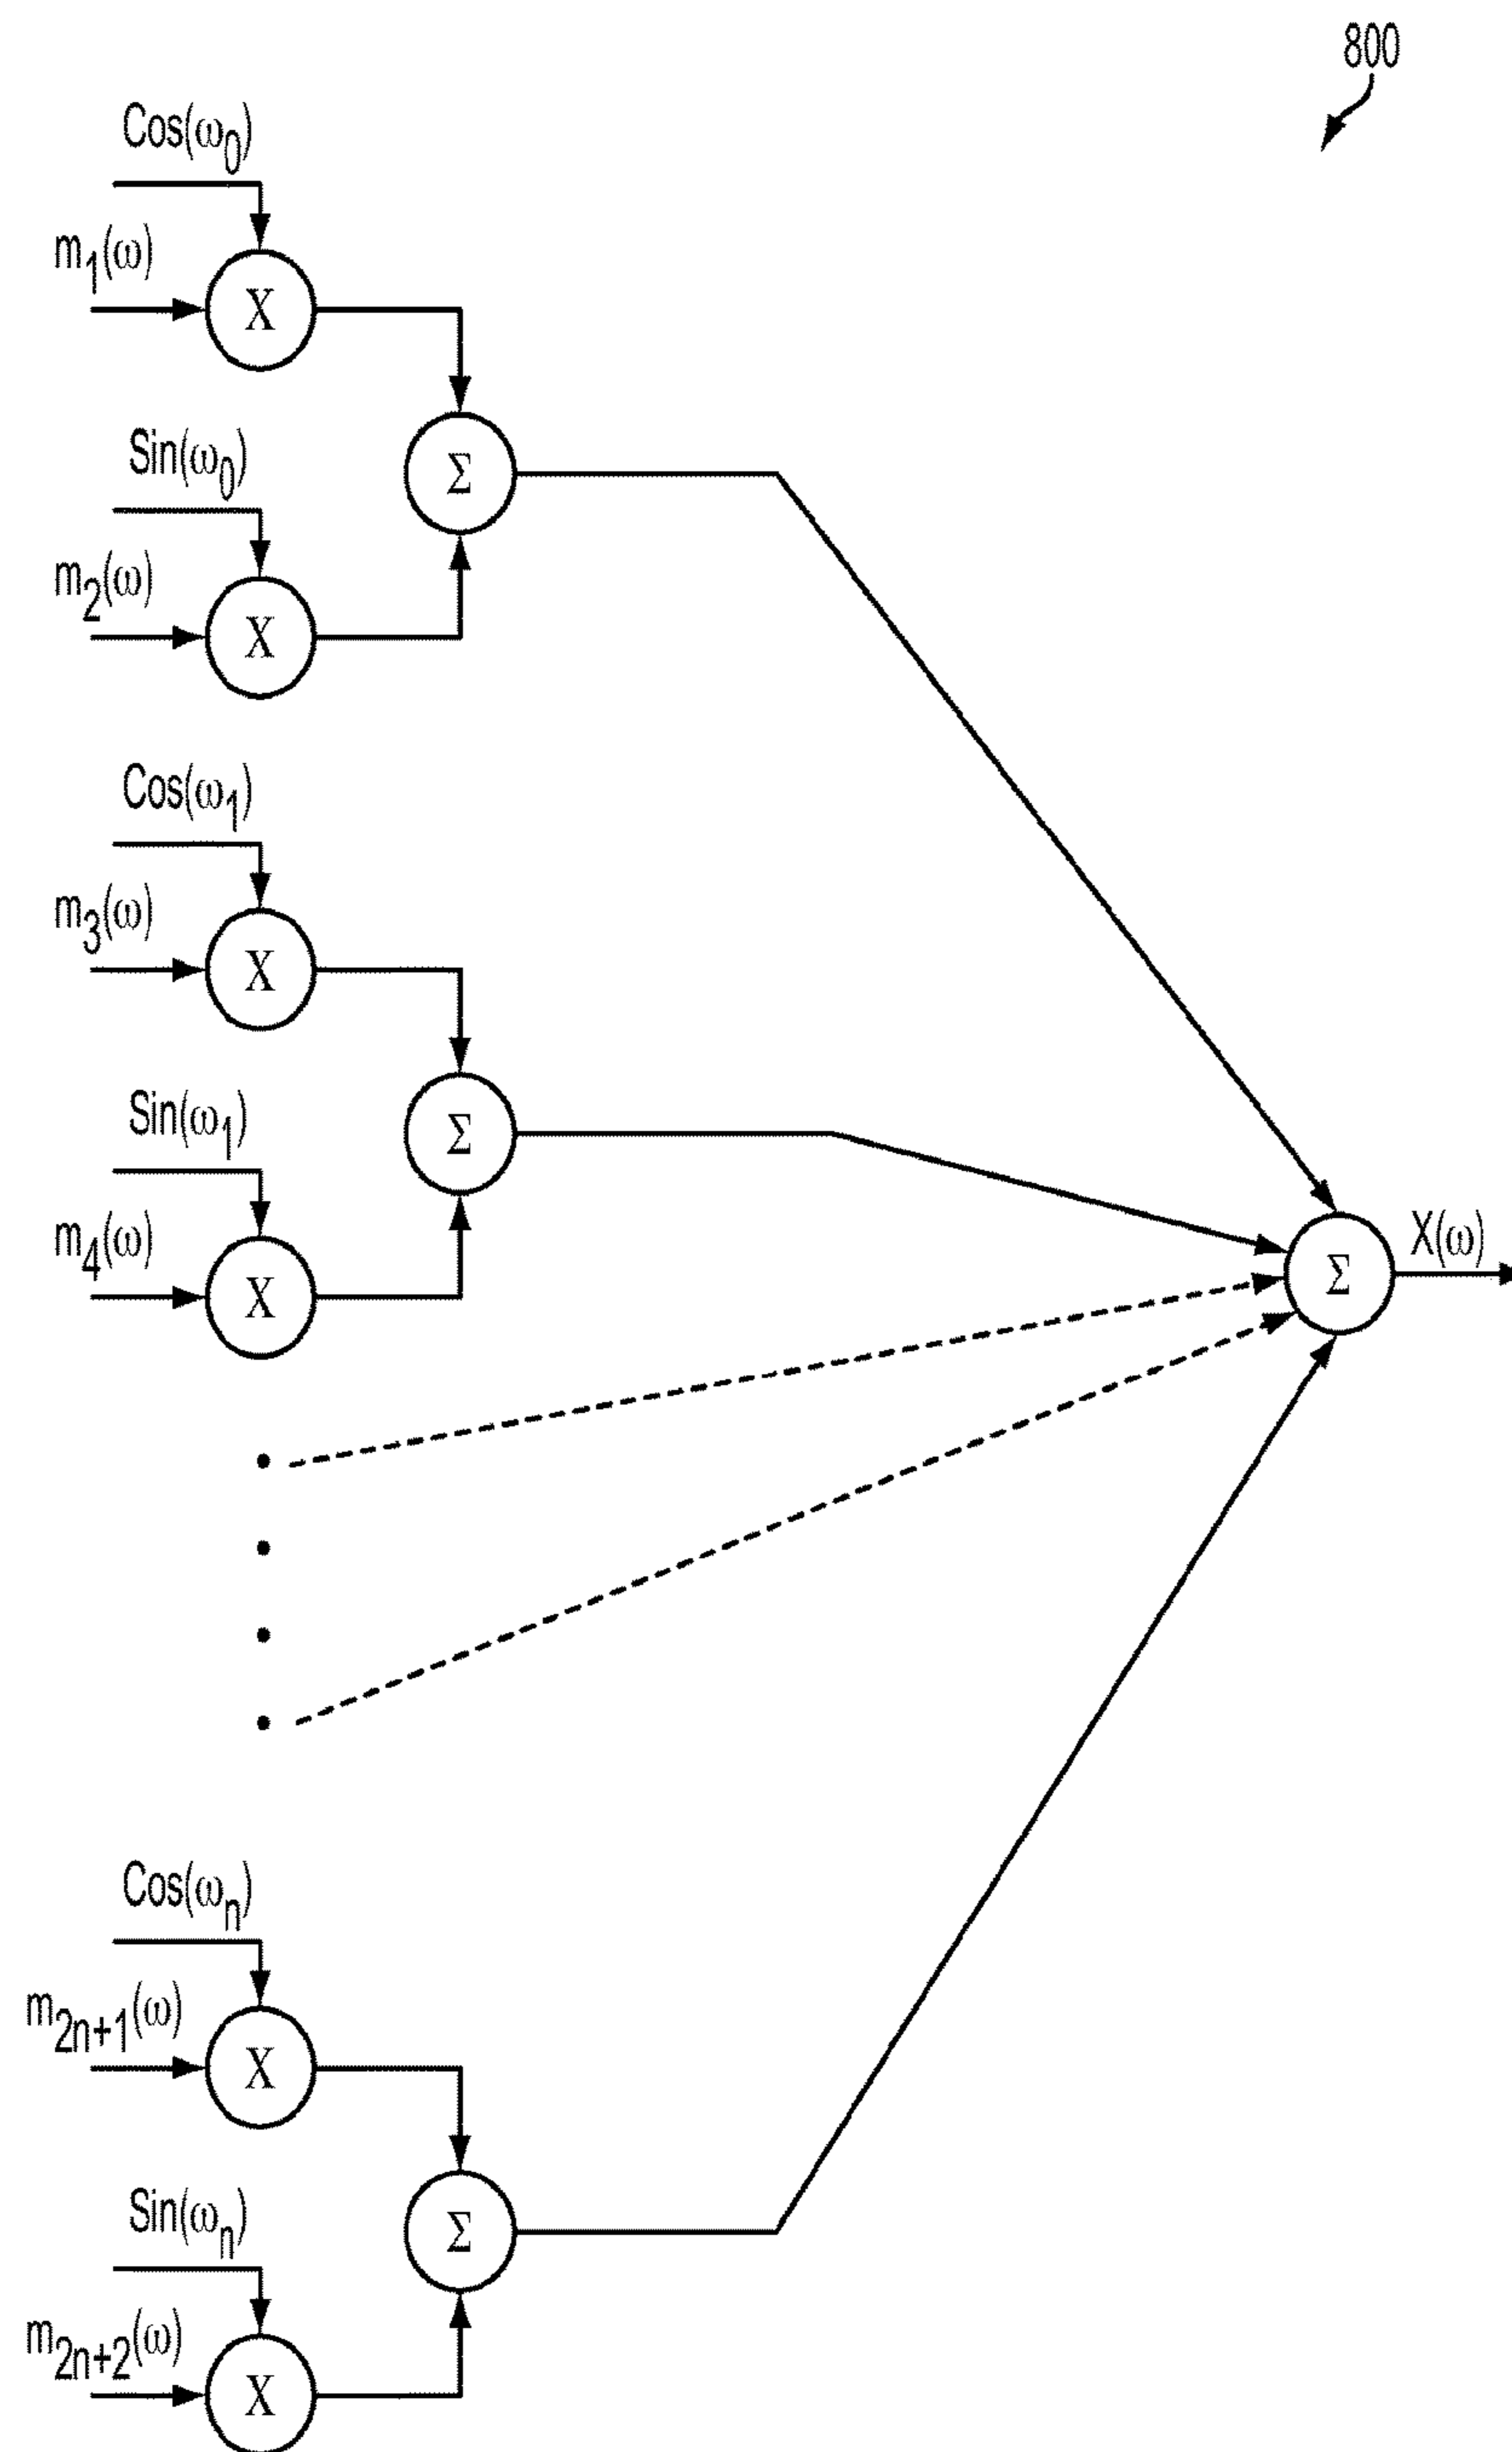 800
Cos(ω0)
m1(ω)
X
Σ
Sin(ω0)
m2(ω)
X
Cos(ω1)
m3(ω)
X
Σ
Sin(ω1)
m4(ω)
X
X(ω)
Σ
Cos(ωn)
m2n+1(ω)
X
Σ
Sin(ωn)
m2n+2(ω)
X